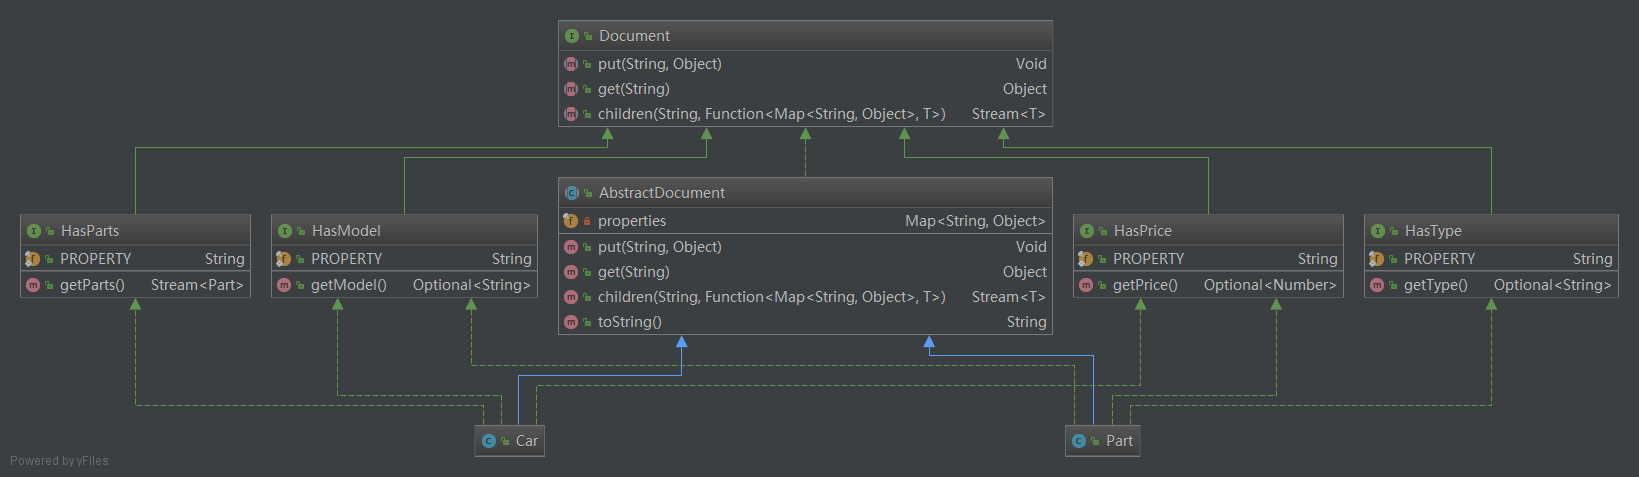 Document
put(String, Object) Void
get(String) Object
children(String, Function<Map<String, Object>, T>) Stream<T>
HasParts
PROPERTY String
getParts() Stream<Part>
HasModel
PROPERTY String
getModel() Optional<String>
AbstractDocument
properties Map<String, Object>
put(String, Object) Void
get(String) Object
children(String, Function<Map<String, Object>, T>) Stream<T>
toString() String
HasPrice
PROPERTY String
getPrice() Optional<Number>
HasType
PROPERTY String
getType() Optional<String>
Car
Part
Powered by yFiles